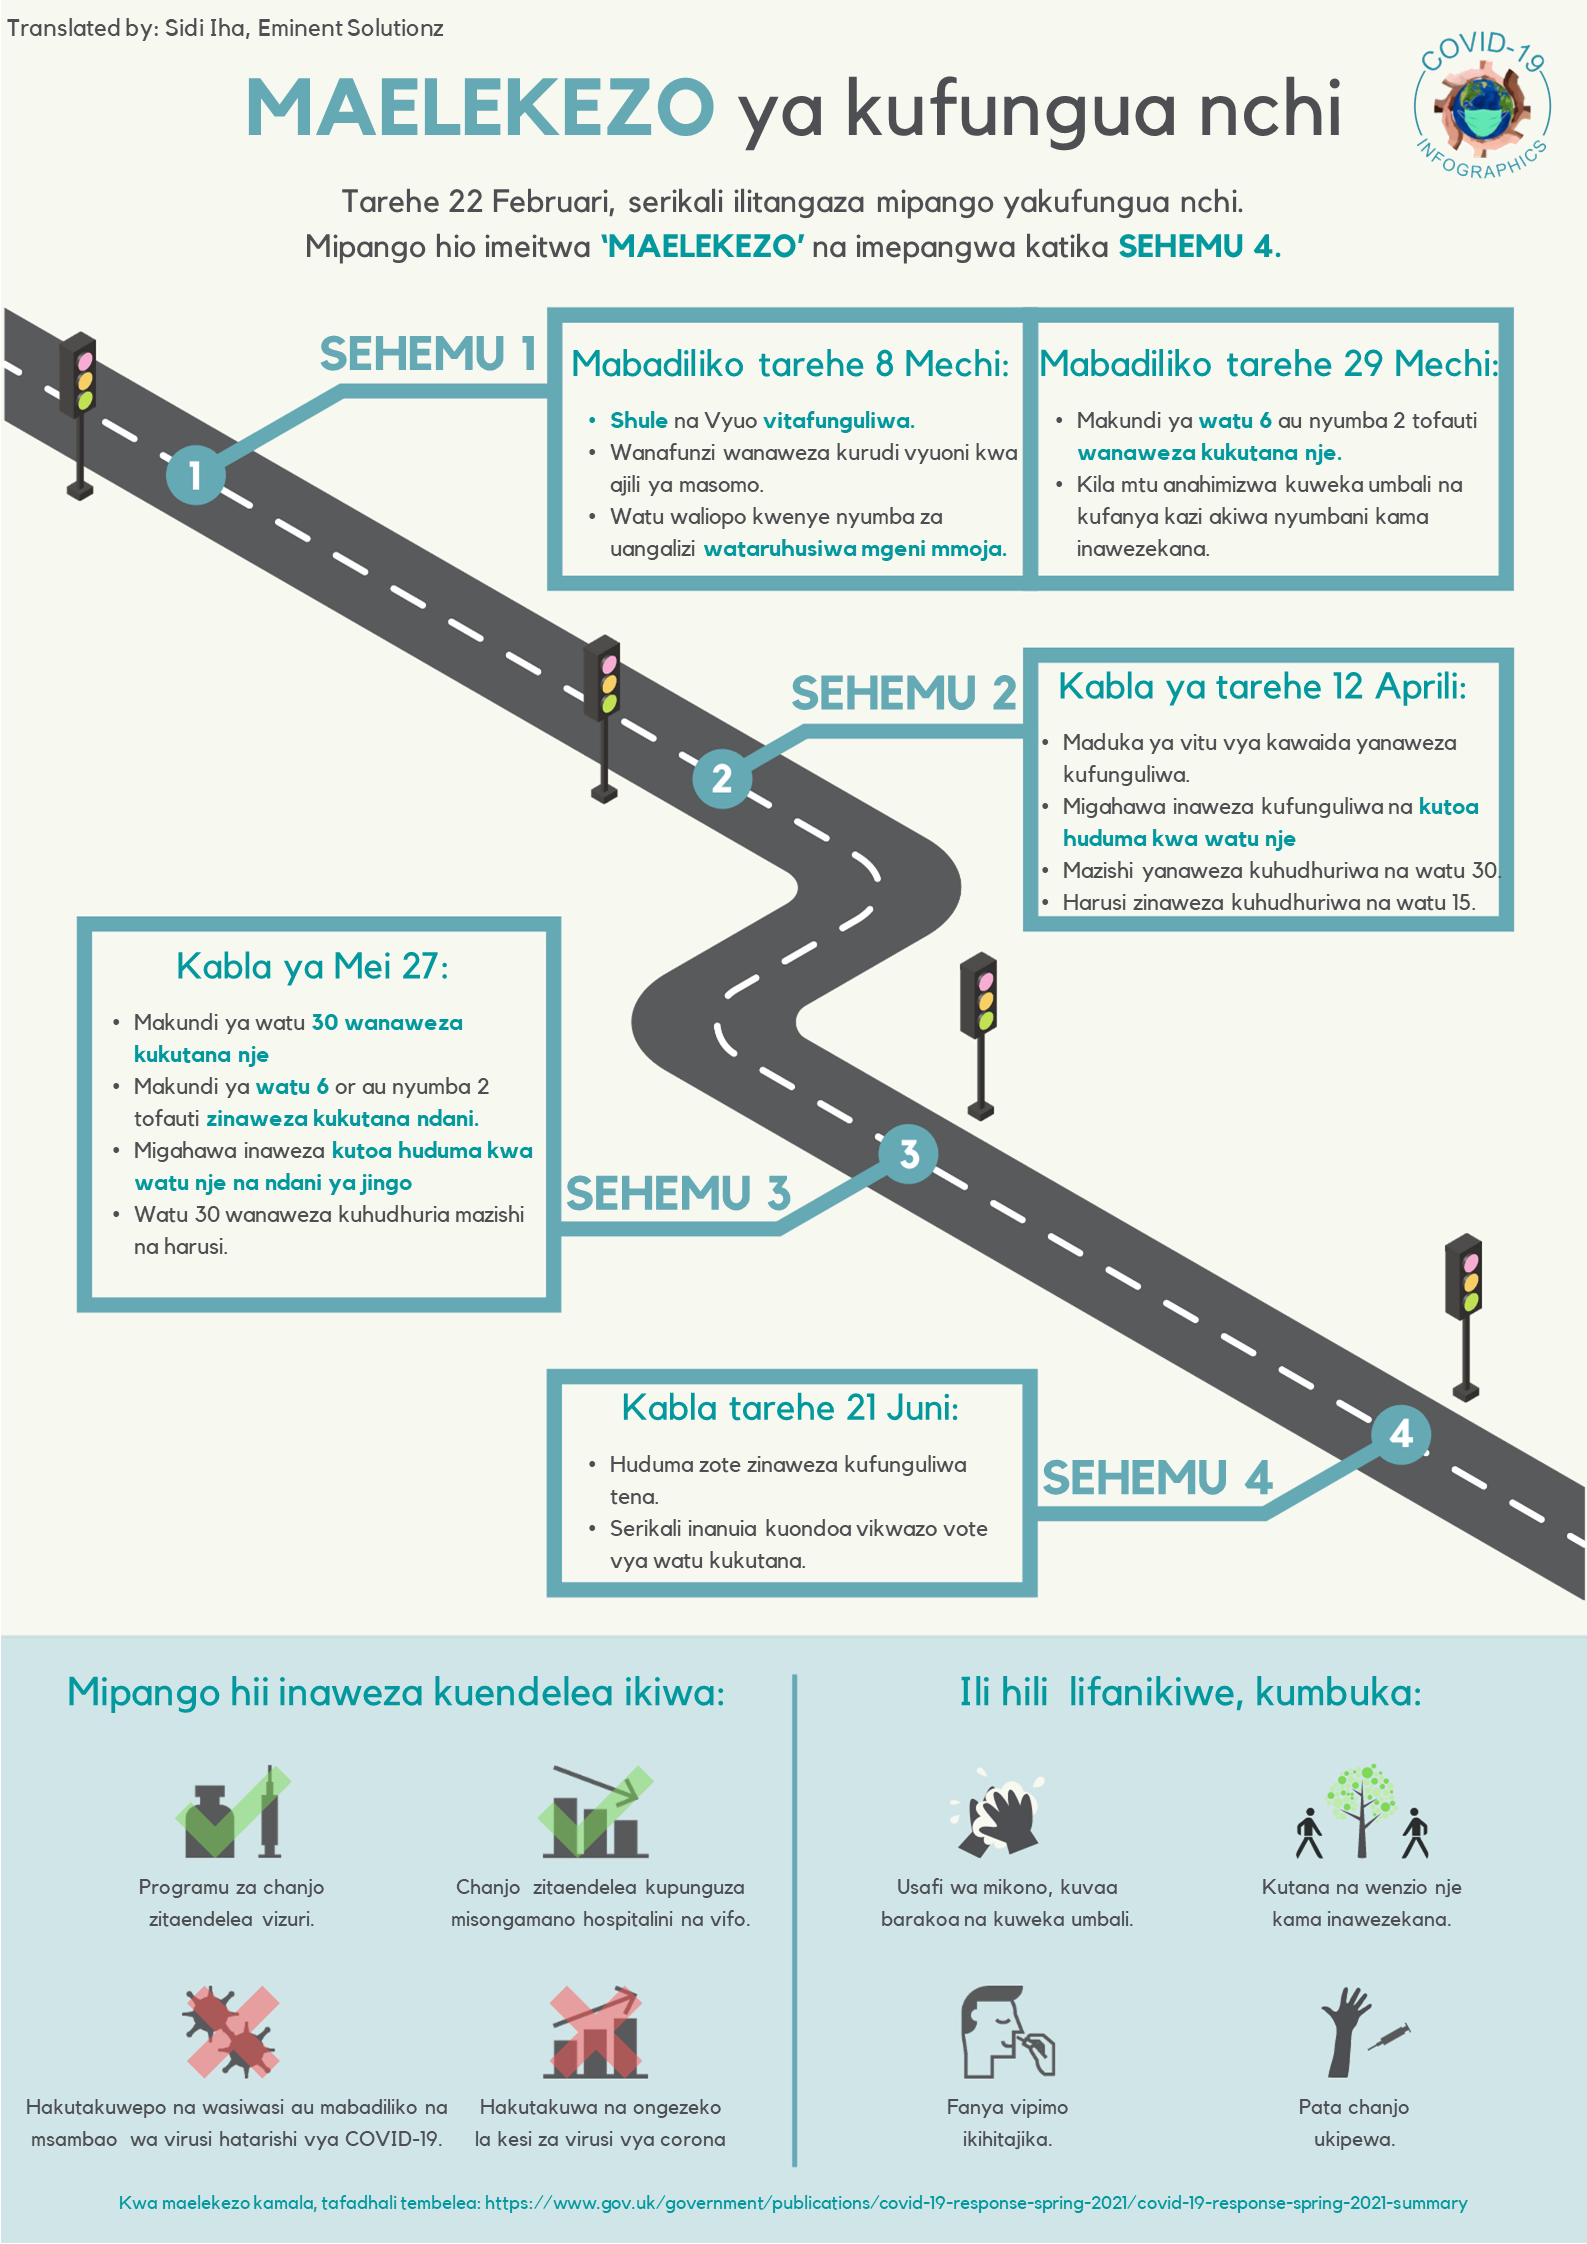 Translated by: Sidi Iha, Eminent Solutionz
COVID-19
INFOGRAPHICS
MAELEKEZO ya kufungua nchi
Tarehe 22 Februari, serikali ilitangaza mipango yakufungua nchi.
Mipango hio imeitwa ‘MAELEKEZO’ na imepangwa katika SEHEMU 4.
SEHEMU 1
1
Mabadiliko tarehe 8 Mechi:
• Shule na Vyuo vitafunguliwa.
• Wanafunzi wanaweza kurudi vyuoni kwa
ajili ya masomo.
• Watu waliopo kwenye nyumba za
uangalizi wataruhusiwa mgeni mmoja.
Mabadiliko tarehe 29 Mechi:
• Makundi ya watu 6 au nyumba 2 tofauti
wanaweza kukutana nje.
• Kila mtu anahimizwa kuweka umbali na
kufanya kazi akiwa nyumbani kama
inawezekana.
SEHEMU 2
2
Kabla ya tarehe 12 Aprili:
• Maduka ya vitu vya kawaida yanaweza
kufunguliwa.
• Migahawa inaweza kufunguliwa na kutoa
huduma kwa watu nje
• Mazishi yanaweza kuhudhuriwa na watu 30.
• Harusi zinaweza kuhudhuriwa na watu 15.
Kabla ya Mei 27:
• Makundi ya watu 30 wanaweza
kukutana nje
• Makundi ya watu 6 or au nyumba 2
tofauti zinaweza kukutana ndani.
• Migahawa inaweza kutoa huduma kwa
watu nje na ndani ya jingo
• Watu 30 wanaweza kuhudhuria mazishi
na harusi.
SEHEMU 3
3
Kabla tarehe 21 Juni:
• Huduma zote zinaweza kufunguliwa
tena.
• Serikali inanuia kuondoa vikwazo vote
vya watu kukutana.
SEHEMU 4
4
Mipango hii inaweza kuendelea ikiwa:
Programu za chanjo
zitaendelea vizuri.
Chanjo zitaendelea kupunguza
misongamano hospitalini na vifo.
Hakutakuwepo na wasiwasi au mabadiliko na
msambao wa virusi hatarishi vya COVID-19.
Hakutakuwa na ongezeko
la kesi za virusi vya corona
Ili hili lifanikiwe, kumbuka:
Usafi wa mikono, kuvaa
barakoa na kuweka umbali.
Kutana na wenzio nje
kama inawezekana.
Fanya vipimo
ikihitajika.
Pata chanjo
ukipewa.
Kwa maelekezo kamala, tafadhali tembelea: https://www.gov.uk/government/publications/covid-19-response-spring-2021/covid-19-response-spring-2021-summary